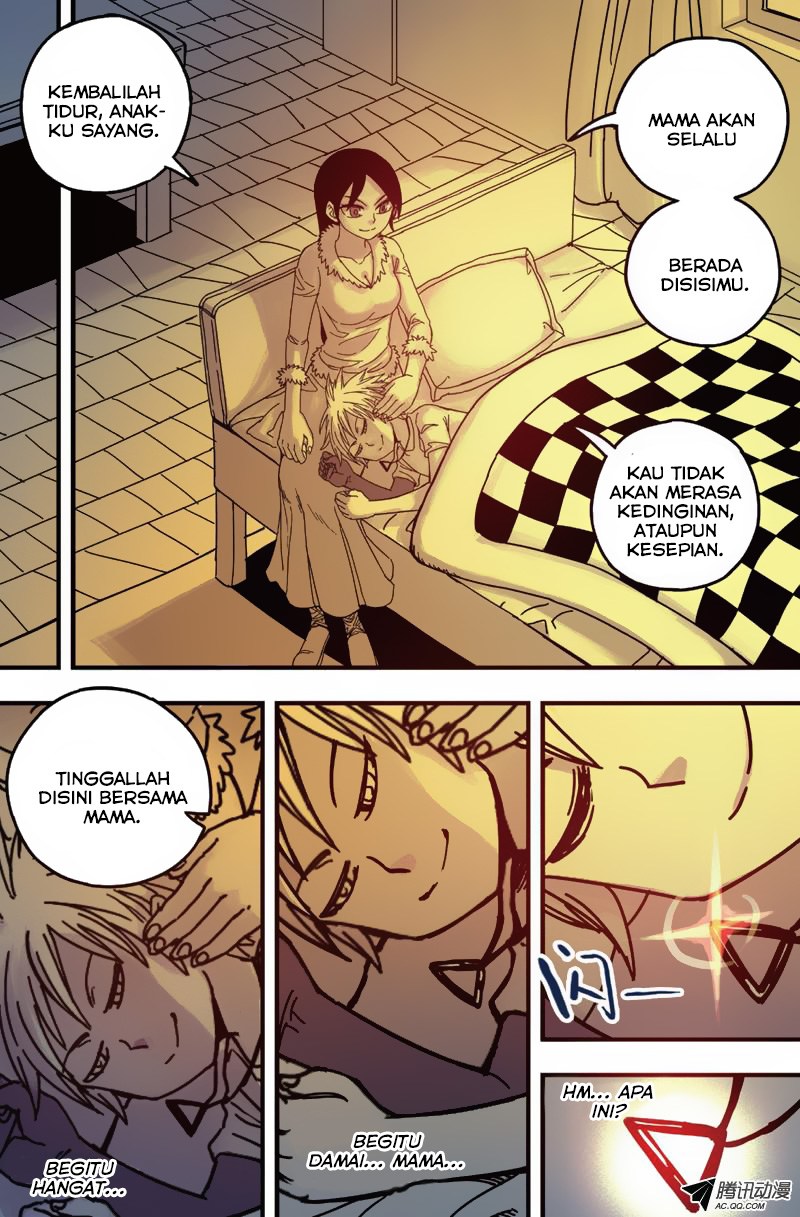 KEMBALILAH
TIDUR, ANAK-
KU SAYANG.
MAMA AKAN
SELALU
BERADA
DISISIMU.
KAU TIDAK
AKAN MERASA
KEDINGINAN,
ATAUPUN
KESEPIAN.
TINGGALLAH
DISINI BERSAMA
MAMA.
BEGITU
HANGAT...
BEGITU
DAMAI... MAMA...
闪—
HM... APA
INI?
腾讯动漫
AC.QQ.COM